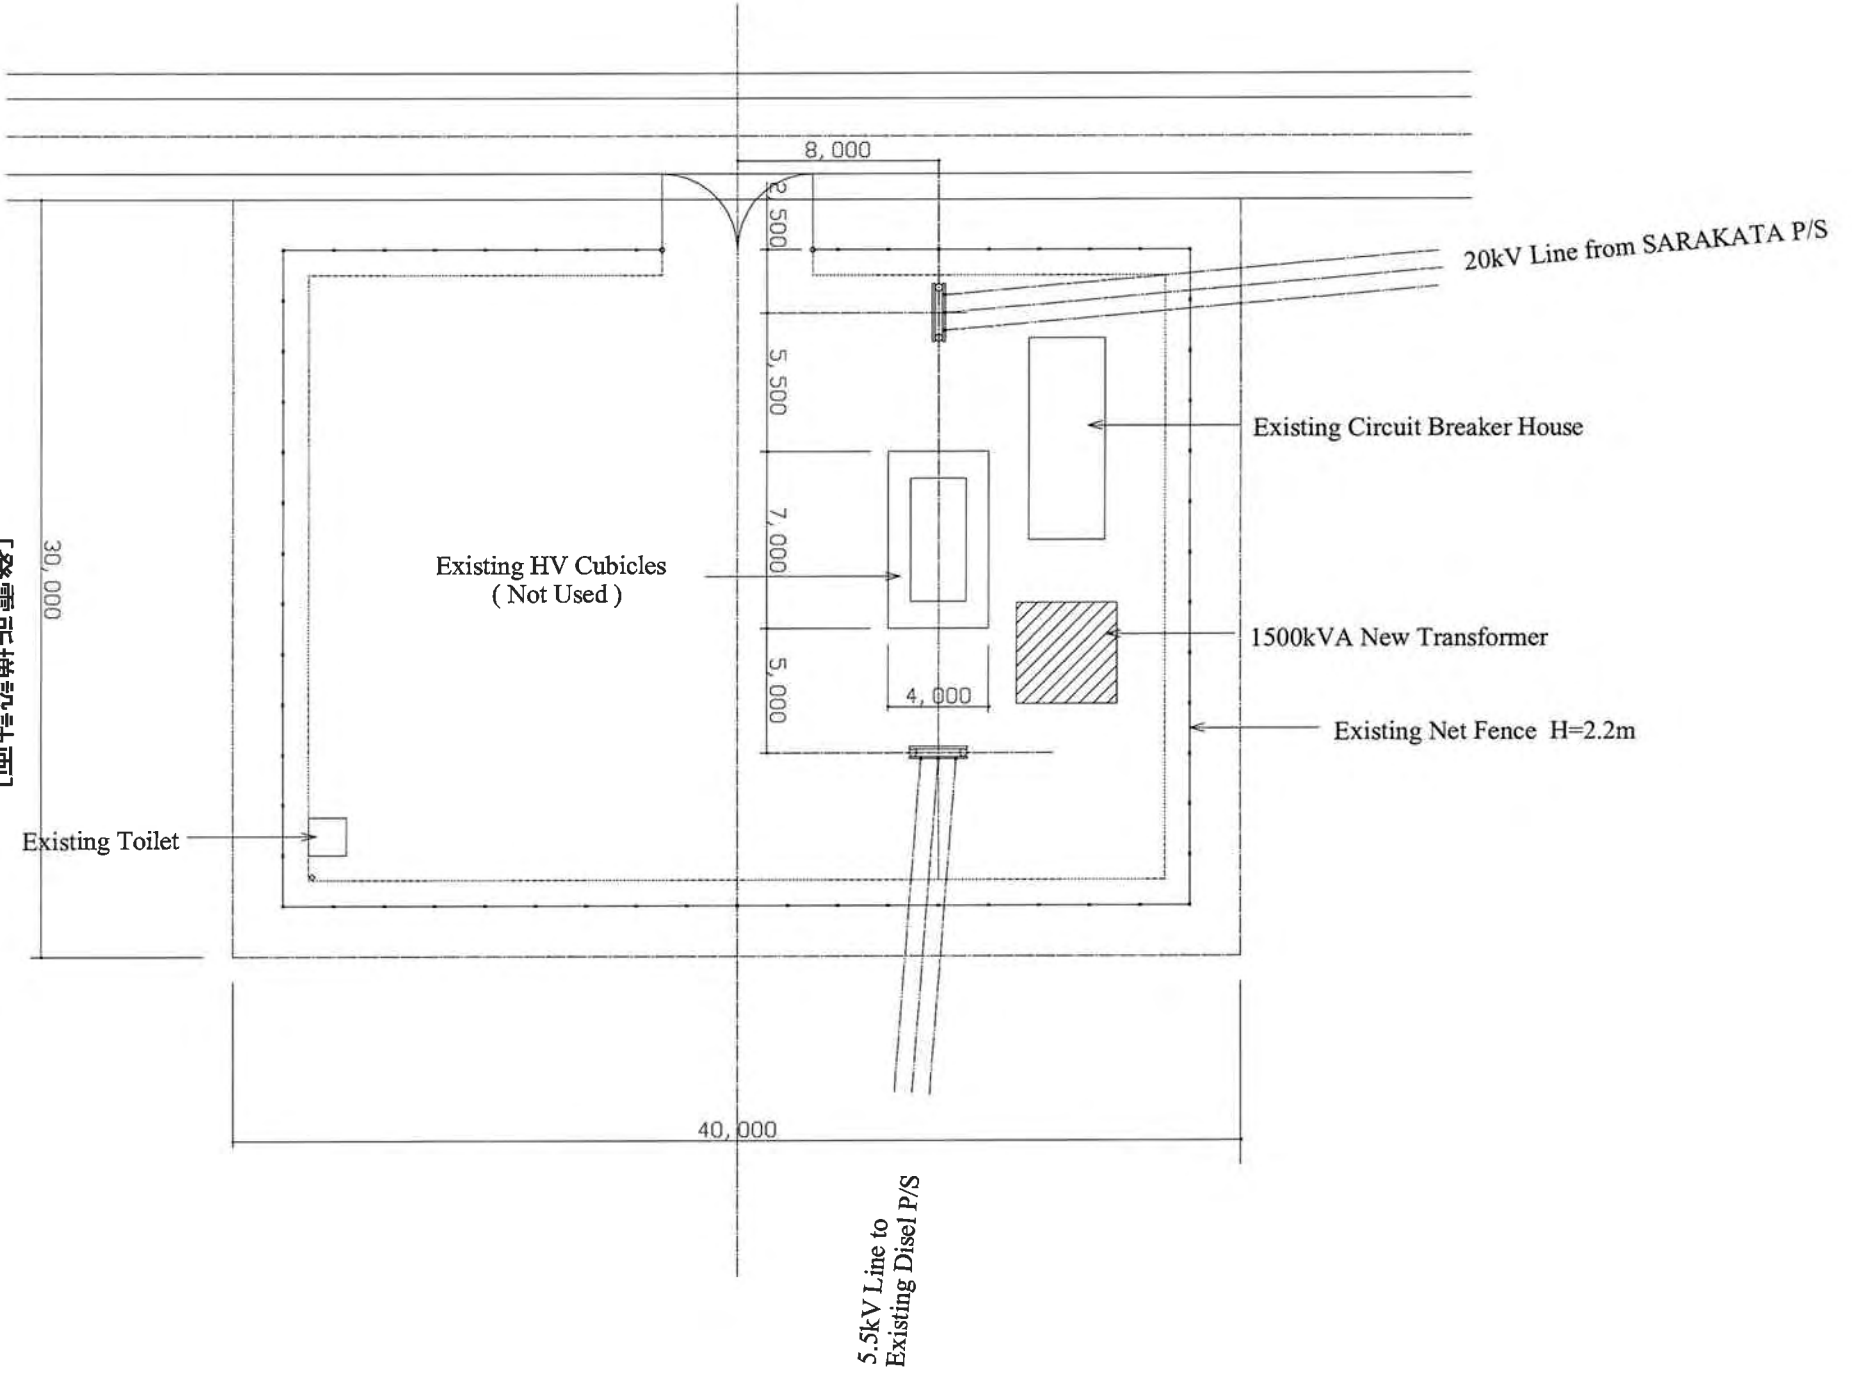 8,000
2,500
20kV Line from SARAKATA P/S
5,500
Existing Circuit Breaker House
7,000
Existing HV Cubicles
( Not Used )
30,000
1500kVA New Transformer
5,000
4,000
Existing Net Fence H=2.2m
Existing Toilet
40,000
5.5kV Line to
Existing Disel P/S